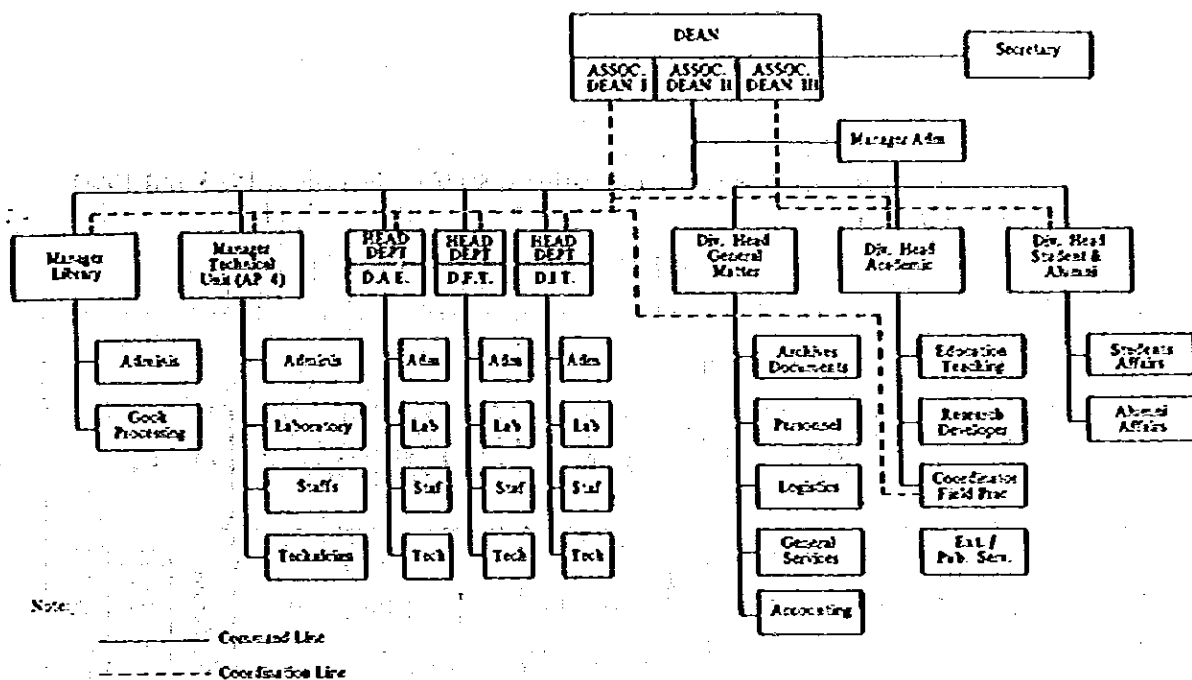 DEAN
Secretary
ASSOC.
DEAN I
ASSOC.
DEAN II
ASSOC.
DEAN III
Manager Adm
Manager
Library
Manager
Technical
Unit (AP 4)
HEAD
DEPT
D.A.E.
HEAD
DEPT
D.F.T.
HEAD
DEPT
D.I.T.
Div. Head
General
Matter
Div. Head
Academic
Div. Head
Student &
Alumni
Adminis
Gook
Processing
Adminis
Laboratory
Staffs
Technicies
Adm
Lab
Staf
Tech
Adm
Lab
Staf
Tech
Adm
Lab
Staf
Tech
Archives
Documents
Personnel
Logistics
General
Services
Accounting
Education
Teaching
Research
Developer
Coordinator
Field Prac
Ext. /
Pub. Serv.
Students
Affairs
Alumni
Affairs
Note:
Command Line
Coordination Line